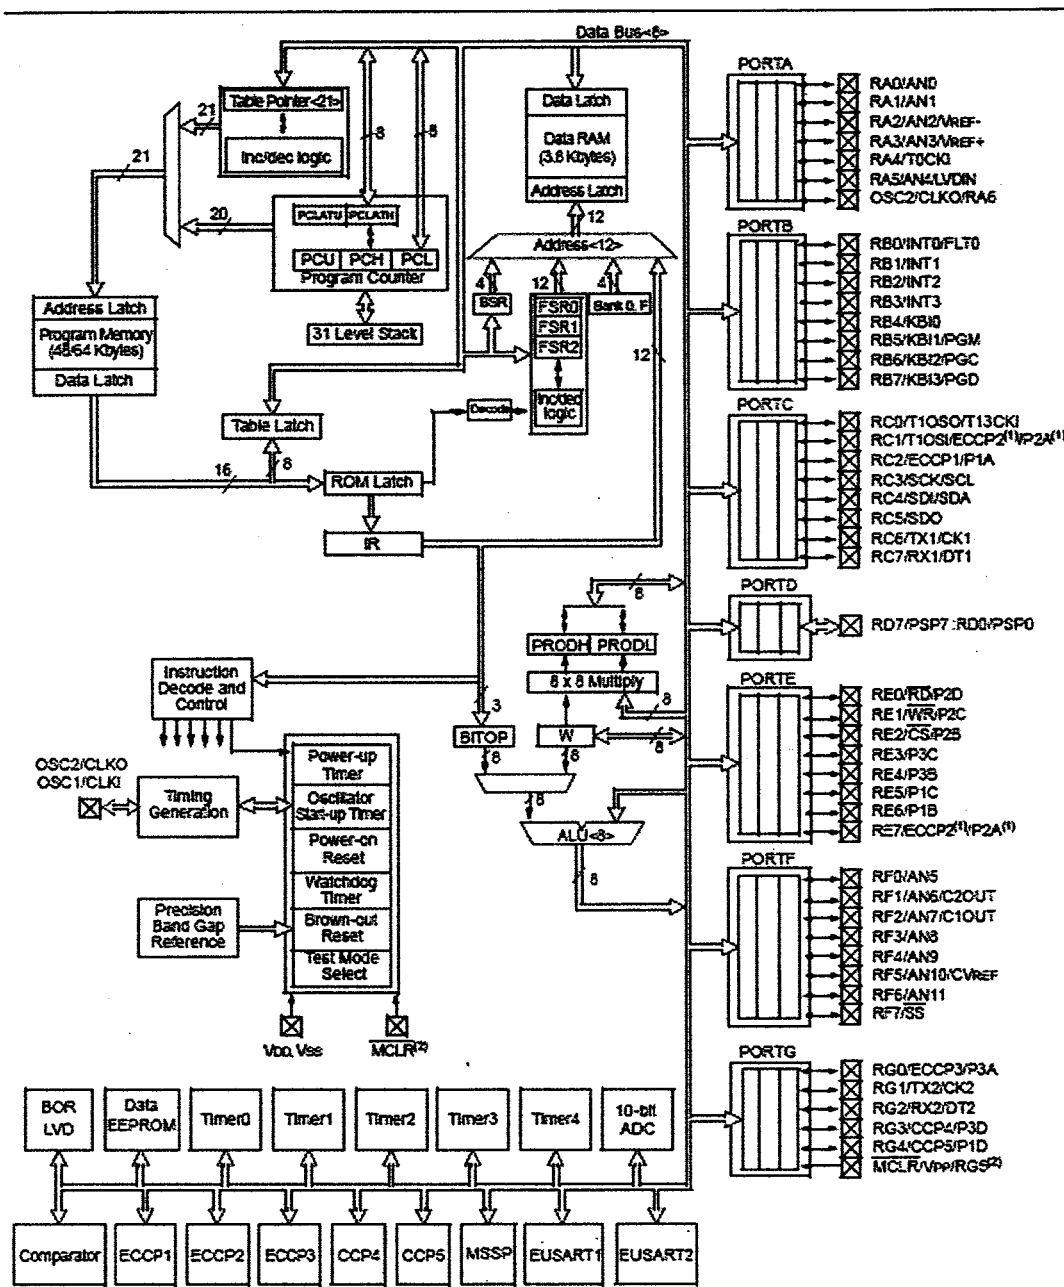 Data Bus<8>
Table Pointer<21>
21
inc/dec logic
21
20
8
8
PCLATU PCLATH
PCU PCH PCL
Program Counter
31 Level Stack
Data Latch
Data RAM
(3.8 Kbytes)
Address Latch
12
Address<12>
4
12
4
BSR
FSR0
FSR1
FSR2
Bank 0, F
12
inc/dec
logic
Decode
Address Latch
Program Memory
(48/64 Kbytes)
Data Latch
Table Latch
16
8
ROM Latch
IR
8
PRODH PRODL
8 x 8 Multiply
8
3
BITOP
W
8
8
8
8
ALU<8>
8
Instruction
Decode and
Control
OSC2/CLKO
OSC1/CLKI
Timing
Generation
Precision
Band Gap
Reference
Power-up
Timer
Oscillator
Start-up Timer
Power-on
Reset
Watchdog
Timer
Brown-out
Reset
Test Mode
Select
VDD, VSS
MCLR(2)
PORTA
RA0/AN0
RA1/AN1
RA2/AN2/VREF-
RA3/AN3/VREF+
RA4/T0CKI
RA5/AN4/LVDIN
OSC2/CLKO/RA6
PORTB
RB0/INT0/FLT0
RB1/INT1
RB2/INT2
RB3/INT3
RB4/KBI0
RB5/KBI1/PGM
RB6/KBI2/PGC
RB7/KBI3/PGD
PORTC
RC0/T1OSO/T13CKI
RC1/T1OSI/ECCP2(1)/P2A(1)
RC2/ECCP1/P1A
RC3/SCK/SCL
RC4/SDI/SDA
RC5/SDO
RC6/TX1/CK1
RC7/RX1/DT1
PORTD
RD7/PSP7 :RD0/PSP0
PORTE
RE0/RD/P2D
RE1/WR/P2C
RE2/CS/P2B
RE3/P3C
RE4/P3B
RE5/P1C
RE6/P1B
RE7/ECCP2(1)/P2A(1)
PORTF
RF0/AN5
RF1/AN6/C2OUT
RF2/AN7/C1OUT
RF3/AN8
RF4/AN9
RF5/AN10/CVREF
RF6/AN11
RF7/SS
PORTG
RG0/ECCP3/P3A
RG1/TX2/CK2
RG2/RX2/DT2
RG3/CCP4/P3D
RG4/CCP5/P1D
MCLR/VPP/RG5(2)
BOR
LVD
Data
EEPROM
Timer0
Timer1
Timer2
Timer3
Timer4
10-bit
ADC
Comparator
ECCP1
ECCP2
ECCP3
CCP4
CCP5
MSSP
EUSART1
EUSART2